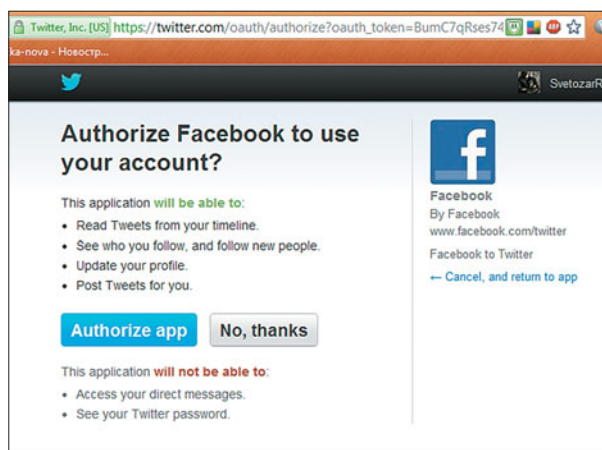 Twitter, Inc. [US] https://twitter.com/oauth/authorize?oauth_token=BumC7qRses74
ka-nova - Новостр...
SvetozarR
Authorize Facebook to use
your account?
This application will be able to:
• Read Tweets from your timeline.
• See who you follow, and follow new people.
• Update your profile.
• Post Tweets for you.
Authorize app
No, thanks
This application will not be able to:
• Access your direct messages.
• See your Twitter password.
f
Facebook
By Facebook
www.facebook.com/twitter
Facebook to Twitter
← Cancel, and return to app